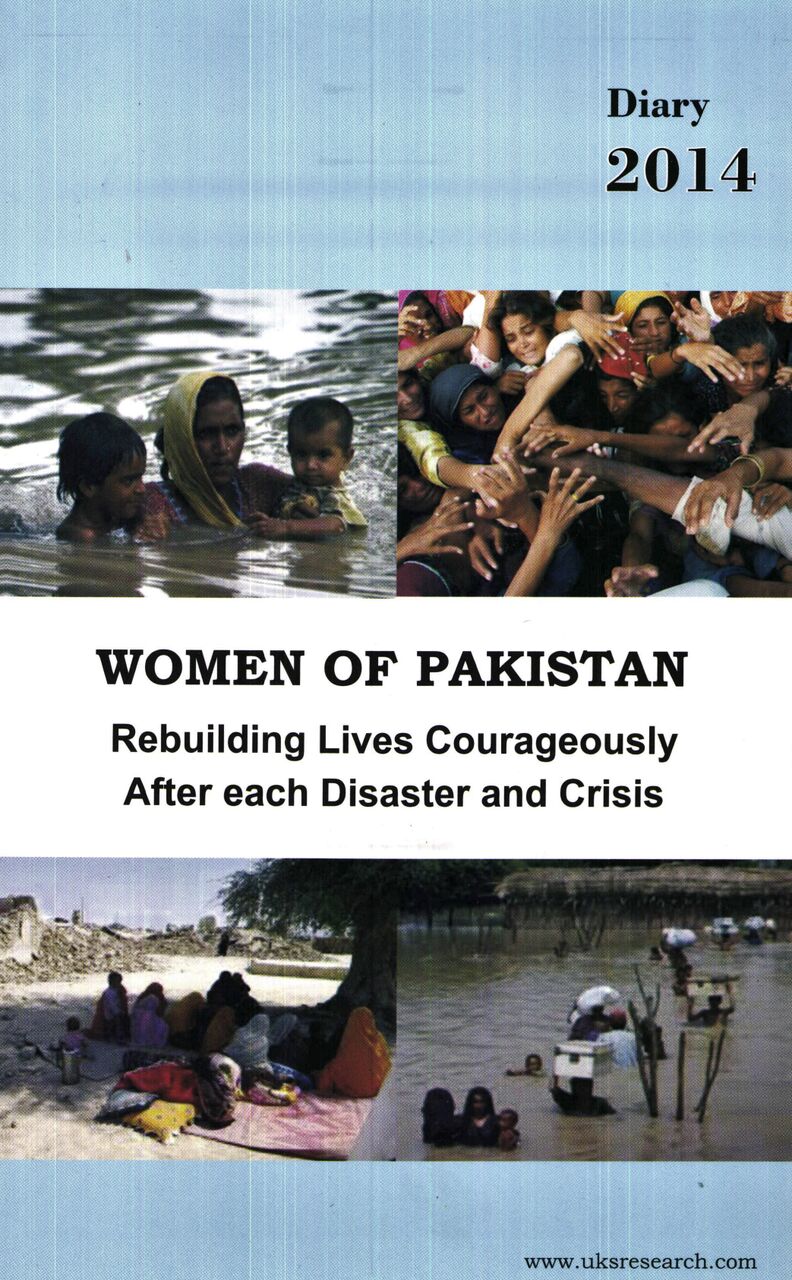 Diary
2014
WOMEN OF PAKISTAN
Rebuilding Lives Courageously
After each Disaster and Crisis
www.uksresearch.com